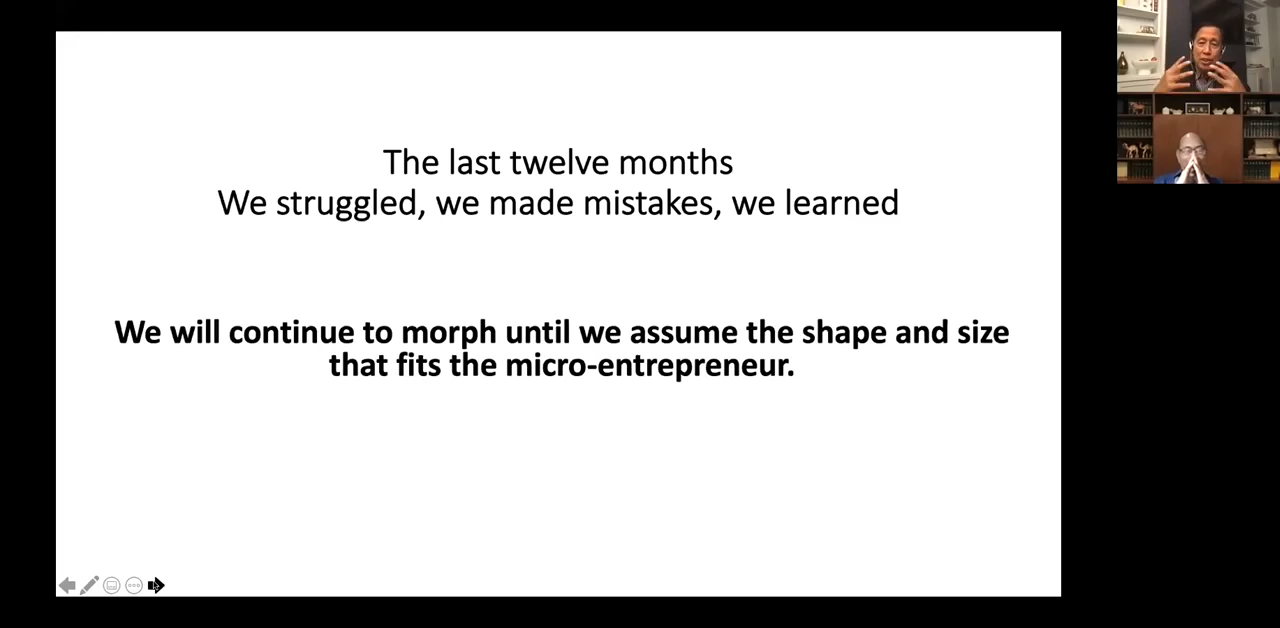 The last twelve months
We struggled, we made mistakes, we learned
We will continue to morph until we assume the shape and size
that fits the micro-entrepreneur.